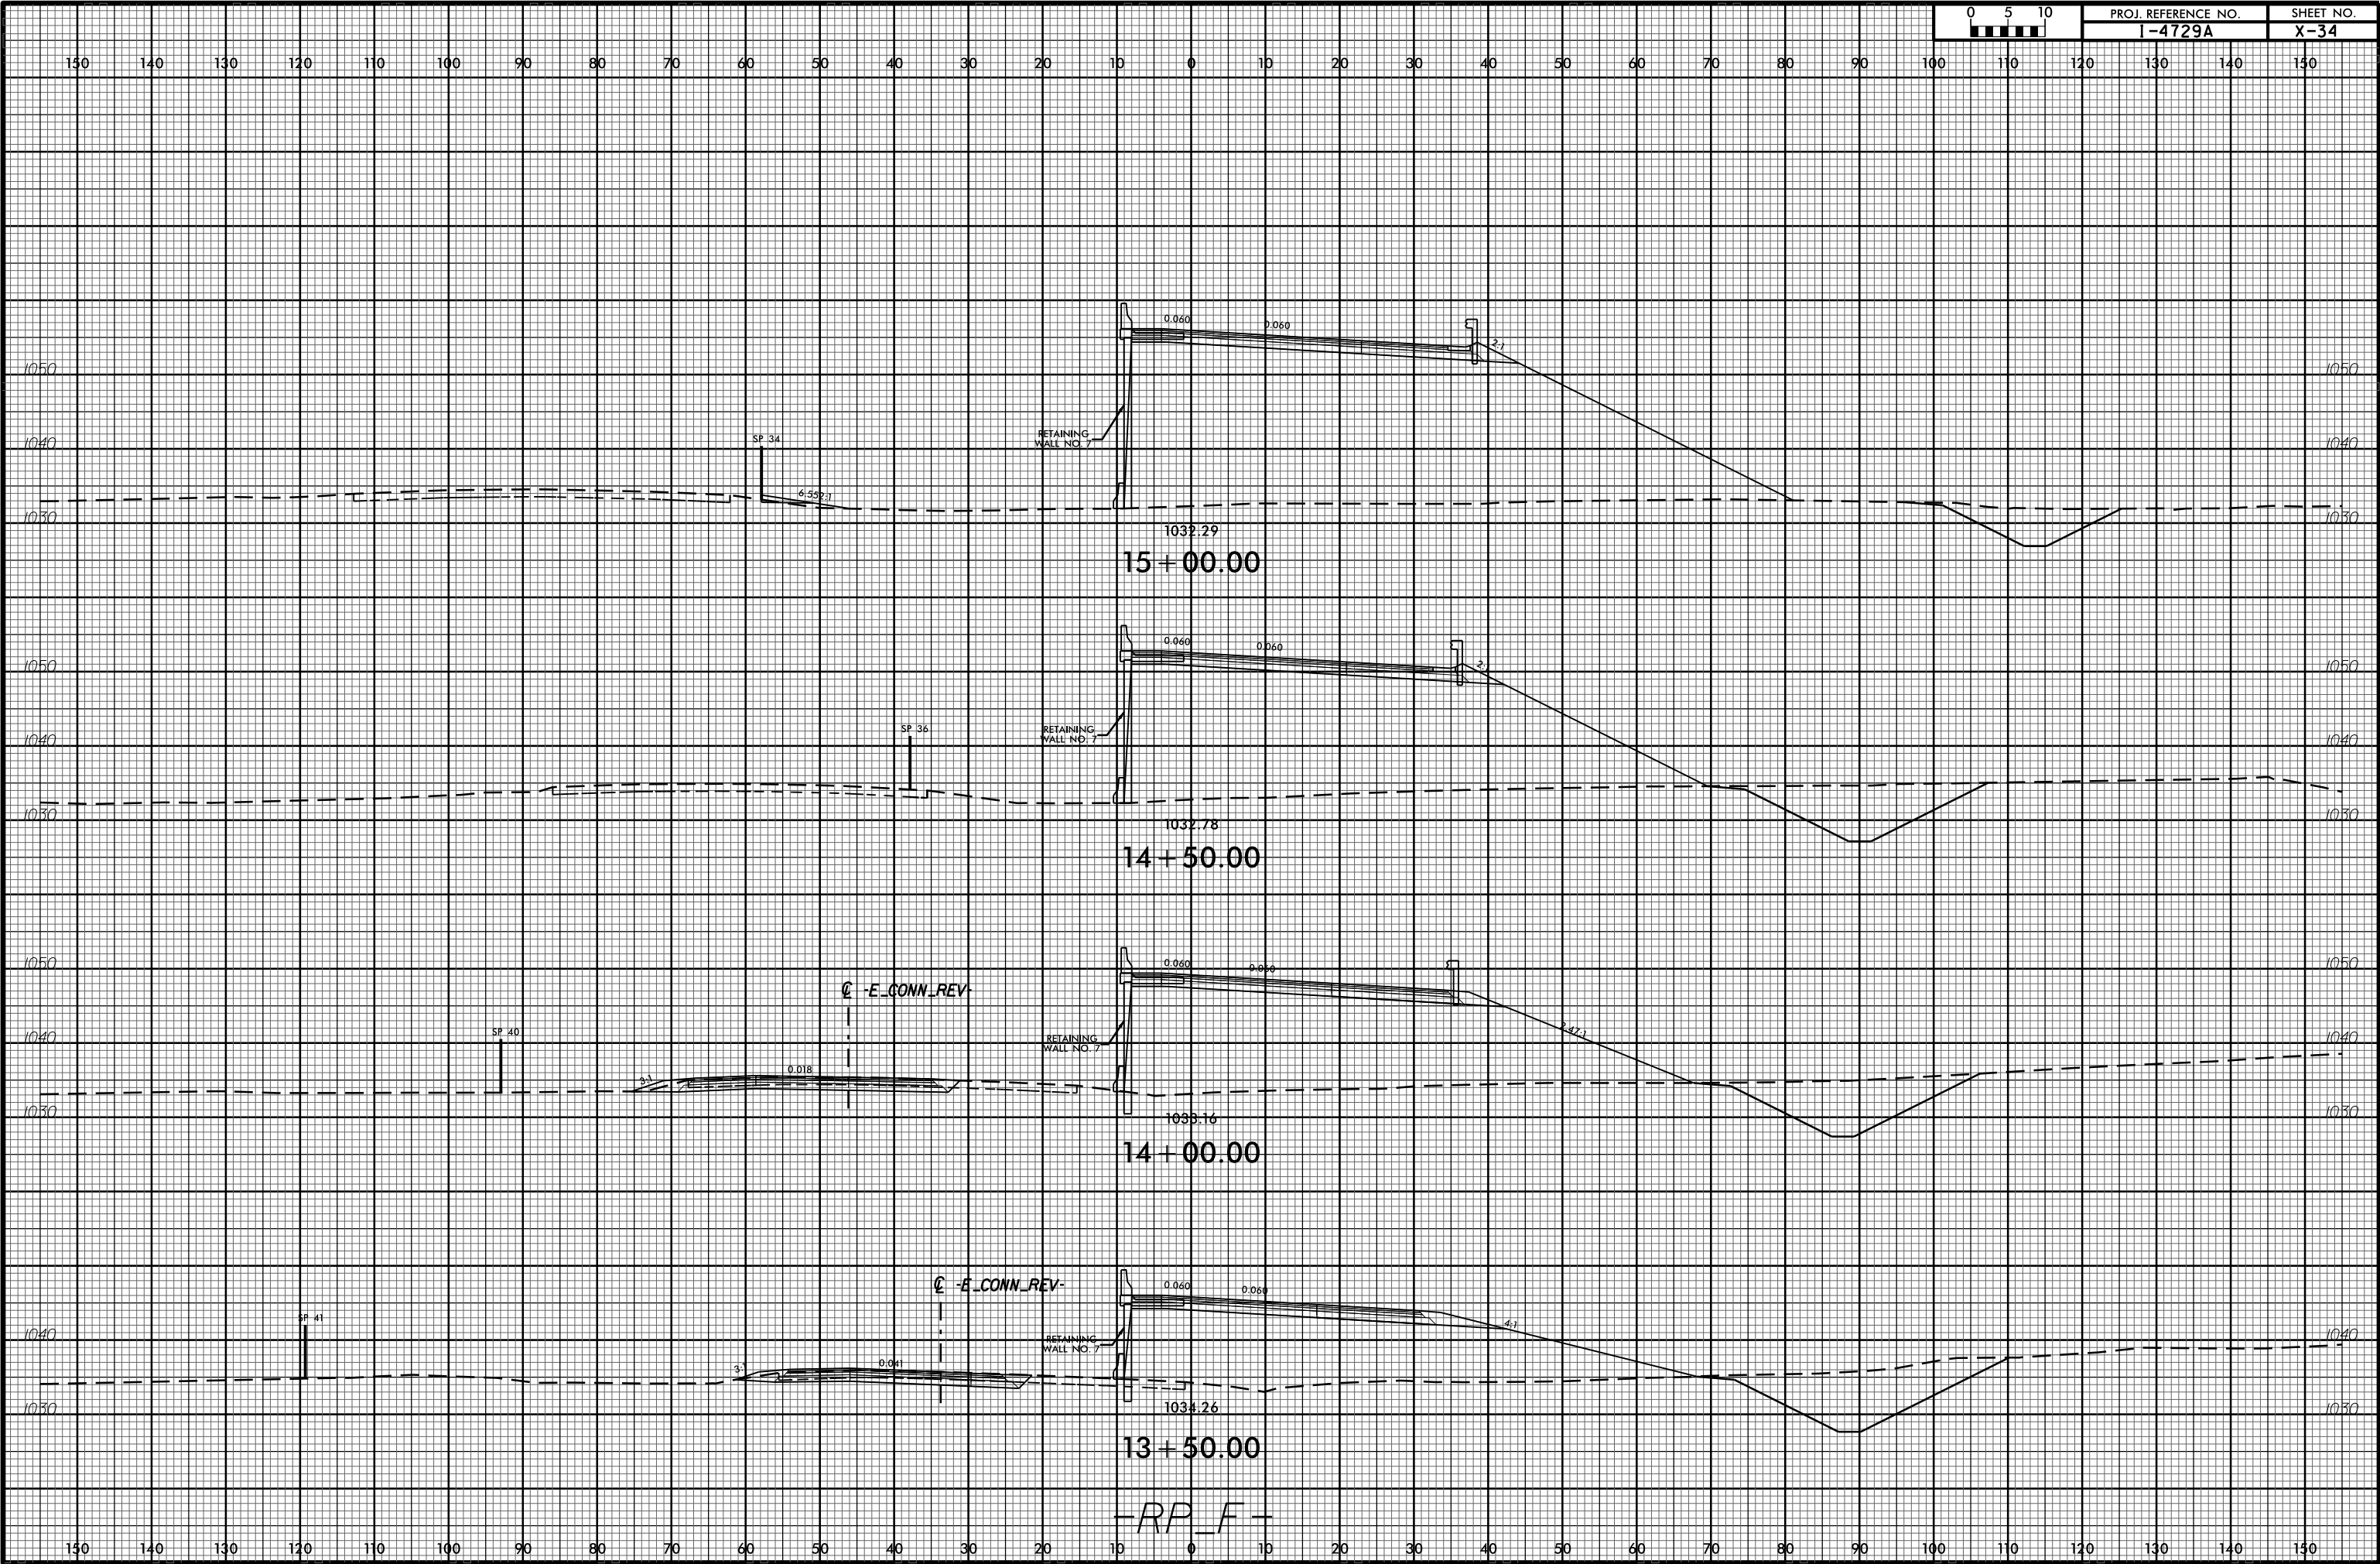 0 5 10
PROJ. REFERENCE NO.
SHEET NO.
I-4729A
X-34
150 140 130 120 110 100 90 80 70 60 50 40 30 20 10 0 10 20 30 40 50 60 70 80 90 100 110 120 130 140 150
0.060 0.060
2:1
1050 1050
RETAINING
WALL NO. 7
SP 34
1040 1040
6.552:1
1030 1030
1032.29
15+00.00
0.060 0.060
1050 1050
SP 36
RETAINING
WALL NO. 7
1040 1040
1030 1030
1032.78
14+50.00
0.060 0.060
1050 1050
℄ -E_CONN_REV-
SP 40
RETAINING
WALL NO. 7
1040 1040
3:1
0.018
1030 1030
1033.16
14+00.00
℄ -E_CONN_REV-
0.060 0.060
SP 41
4:1
RETAINING
WALL NO. 7
1040 1040
0.041
1030 1030
1034.26
13+50.00
-RP_F-
150 140 130 120 110 100 90 80 70 60 50 40 30 20 10 0 10 20 30 40 50 60 70 80 90 100 110 120 130 140 150